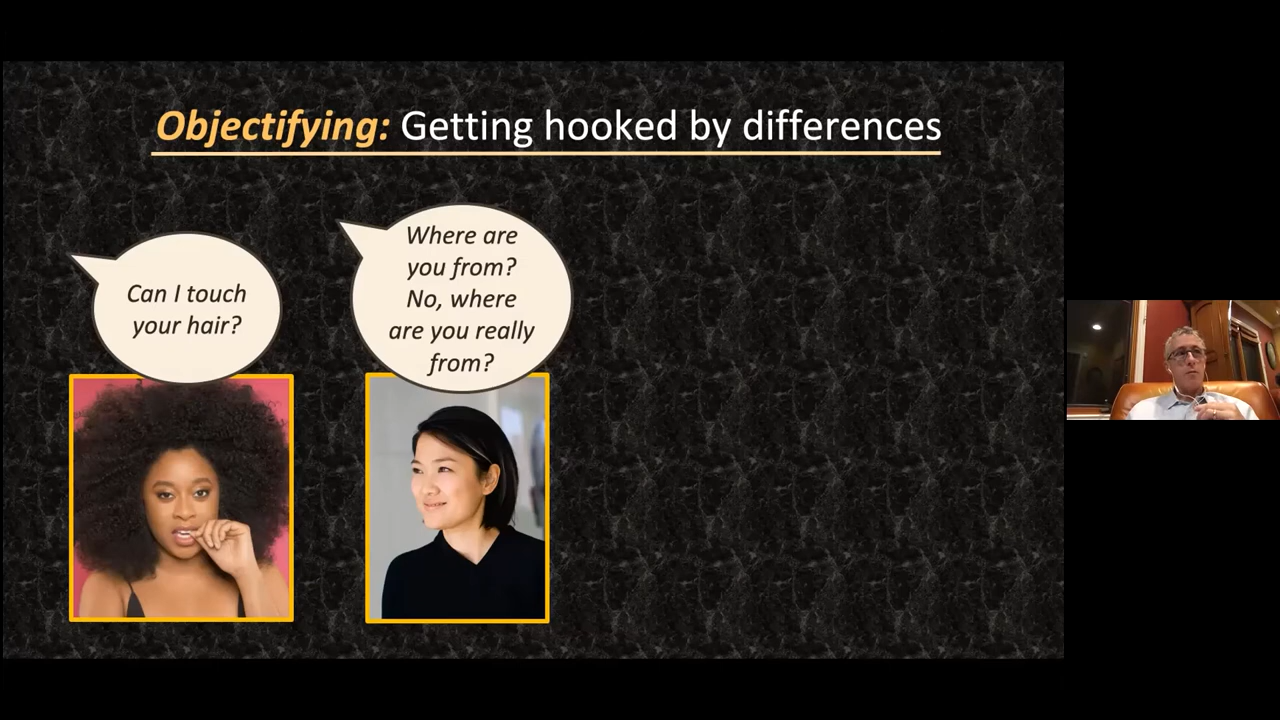 Objectifying: Getting hooked by differences
Can I touch
your hair?
Where are
you from?
No, where
are you really
from?